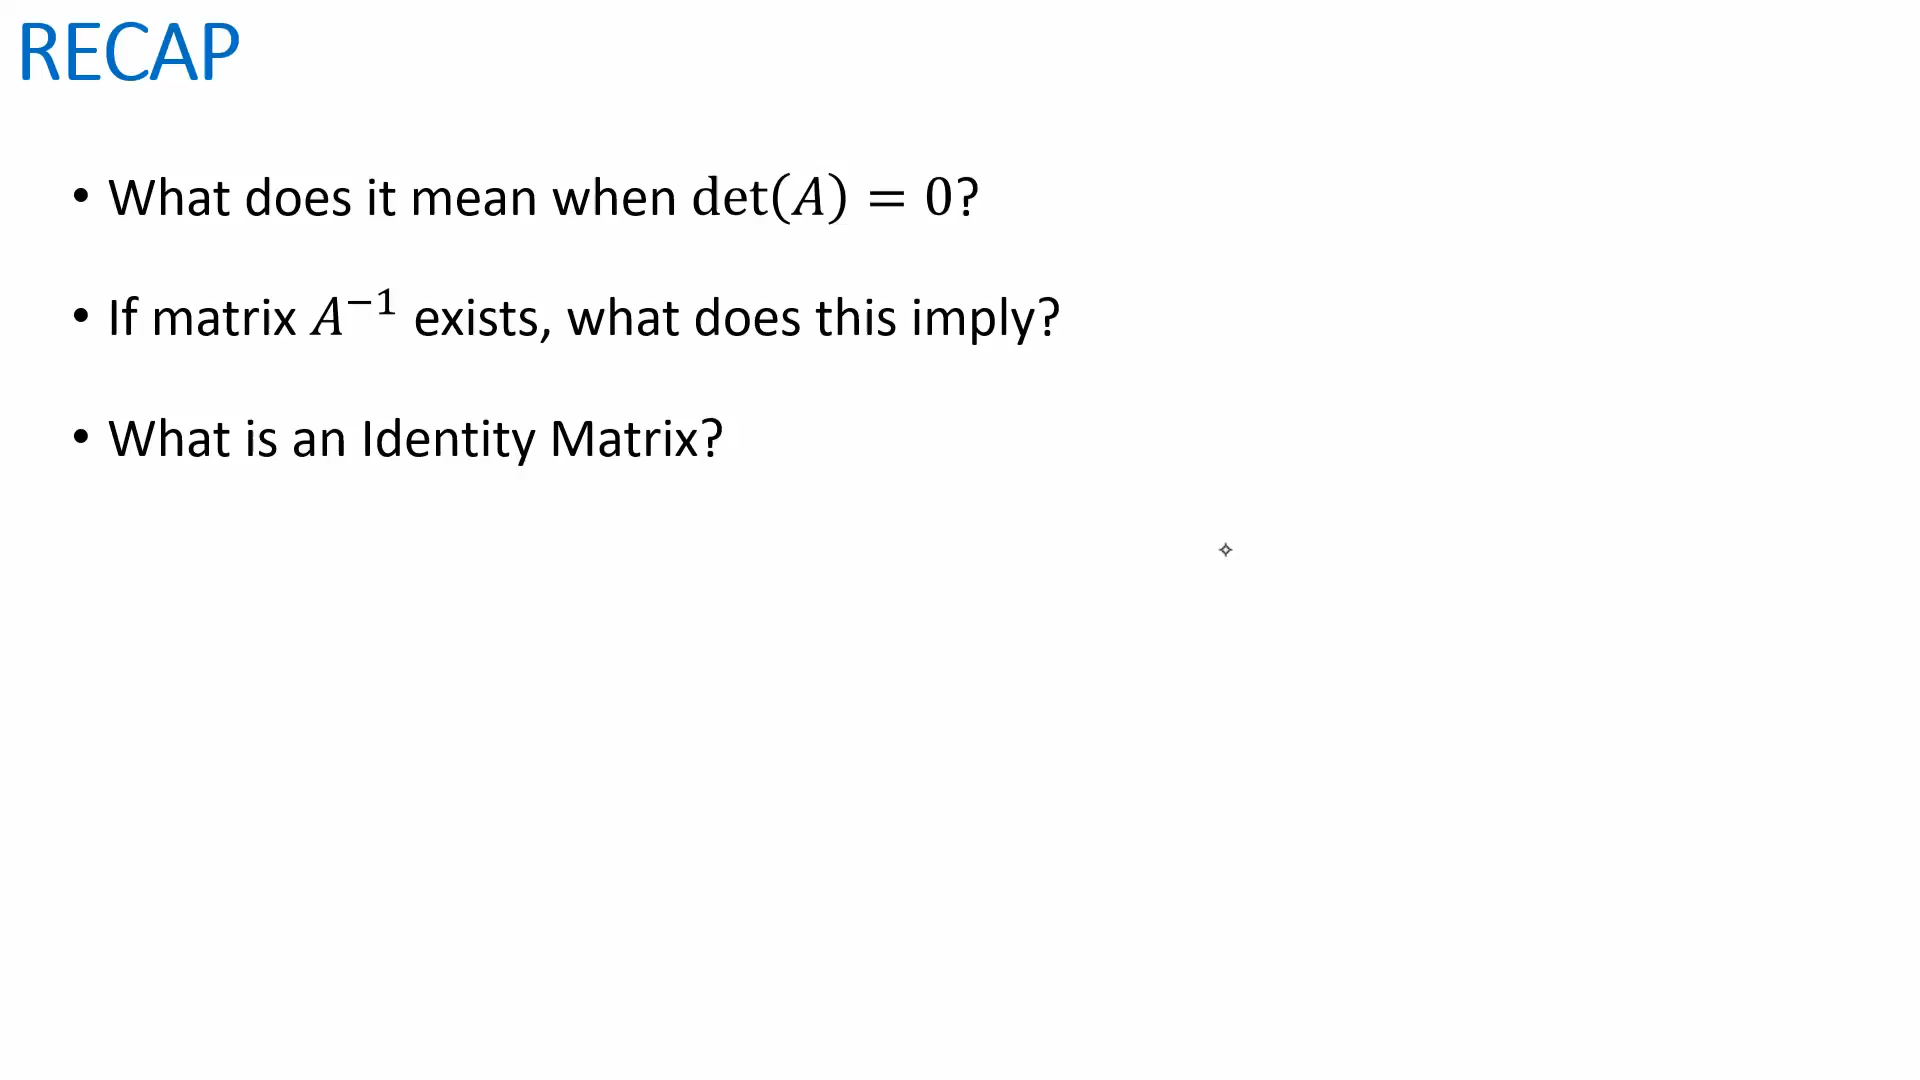 RECAP
• What does it mean when det(A) = 0?
• If matrix A⁻¹ exists, what does this imply?
• What is an Identity Matrix?